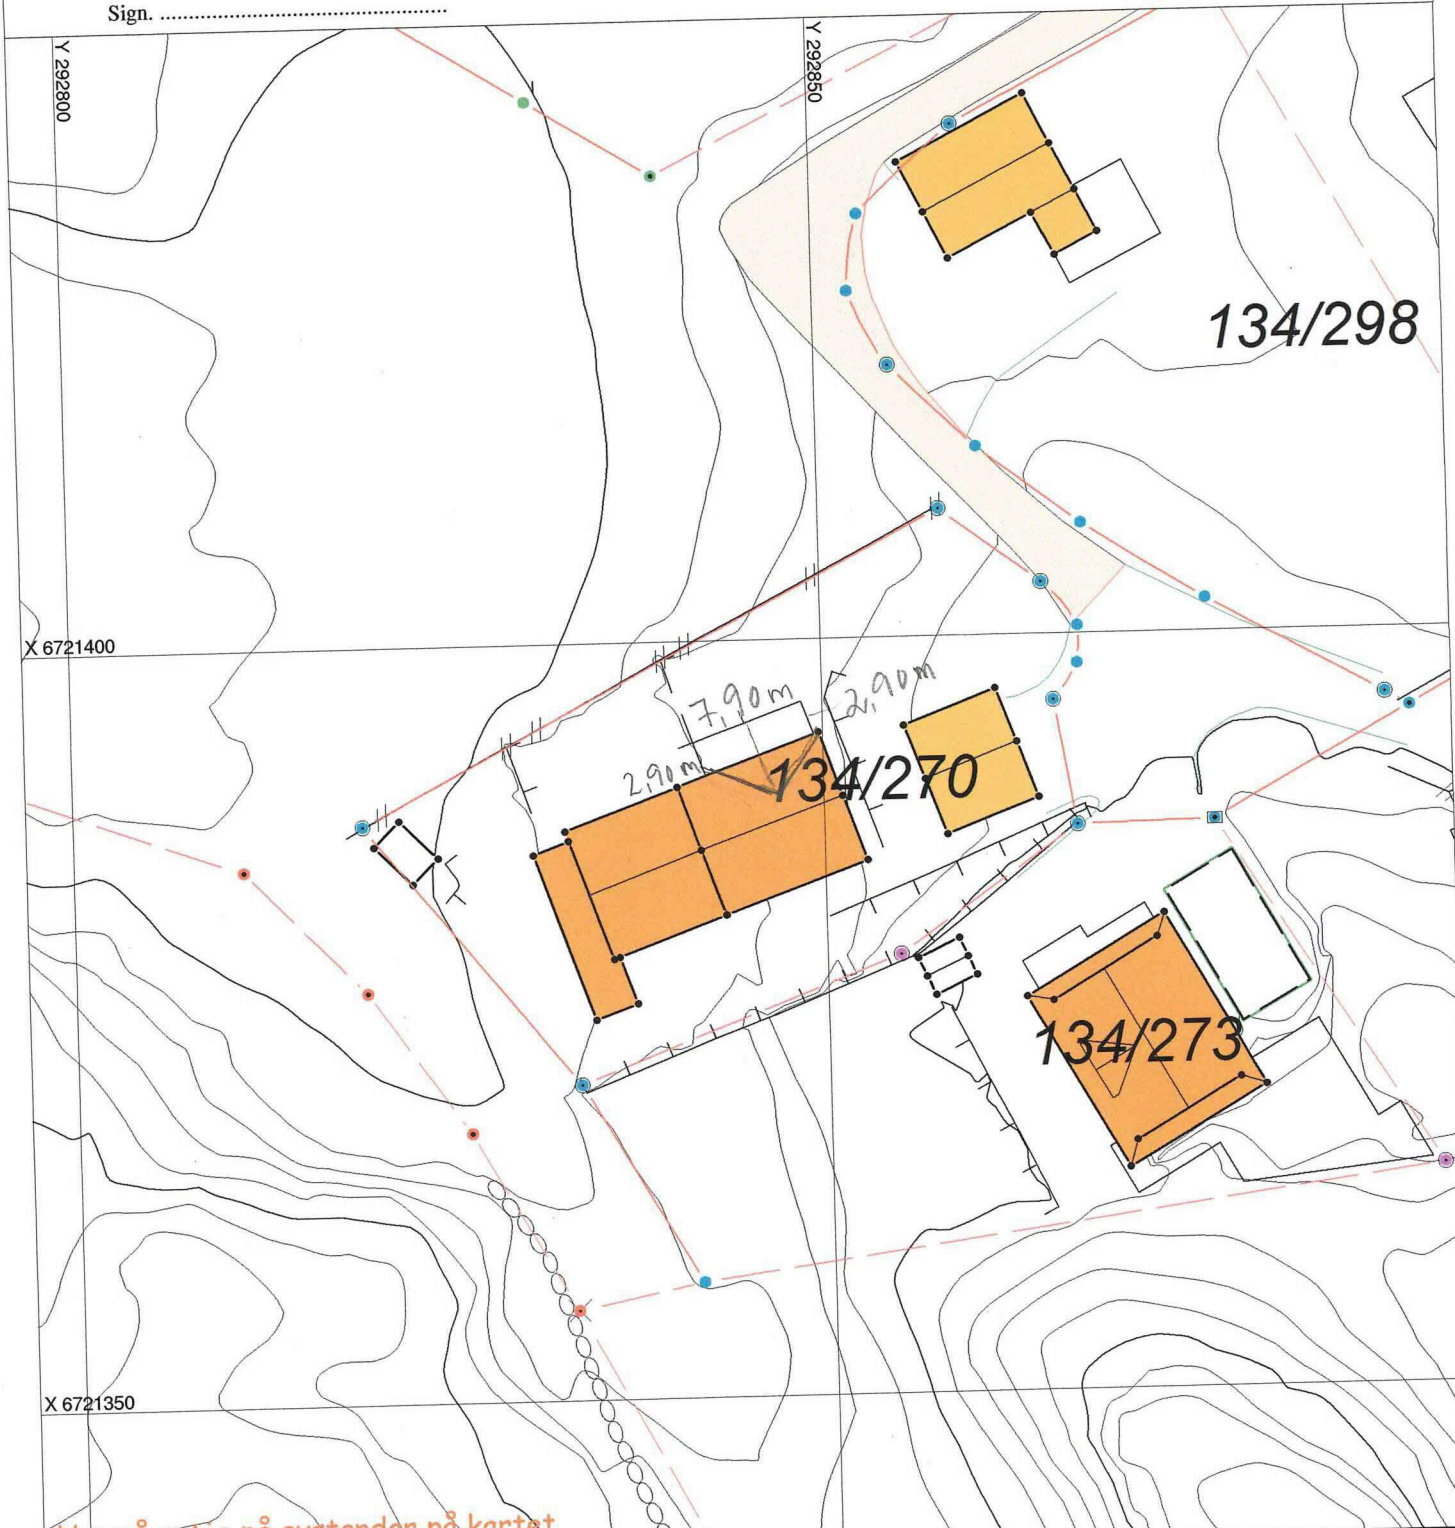 Sign. ....................................................
Y 292800
Y 292850
134/298
X 6721400
7,90m
2,90m
2,90m
134/270
134/273
X 6721350
på kartet